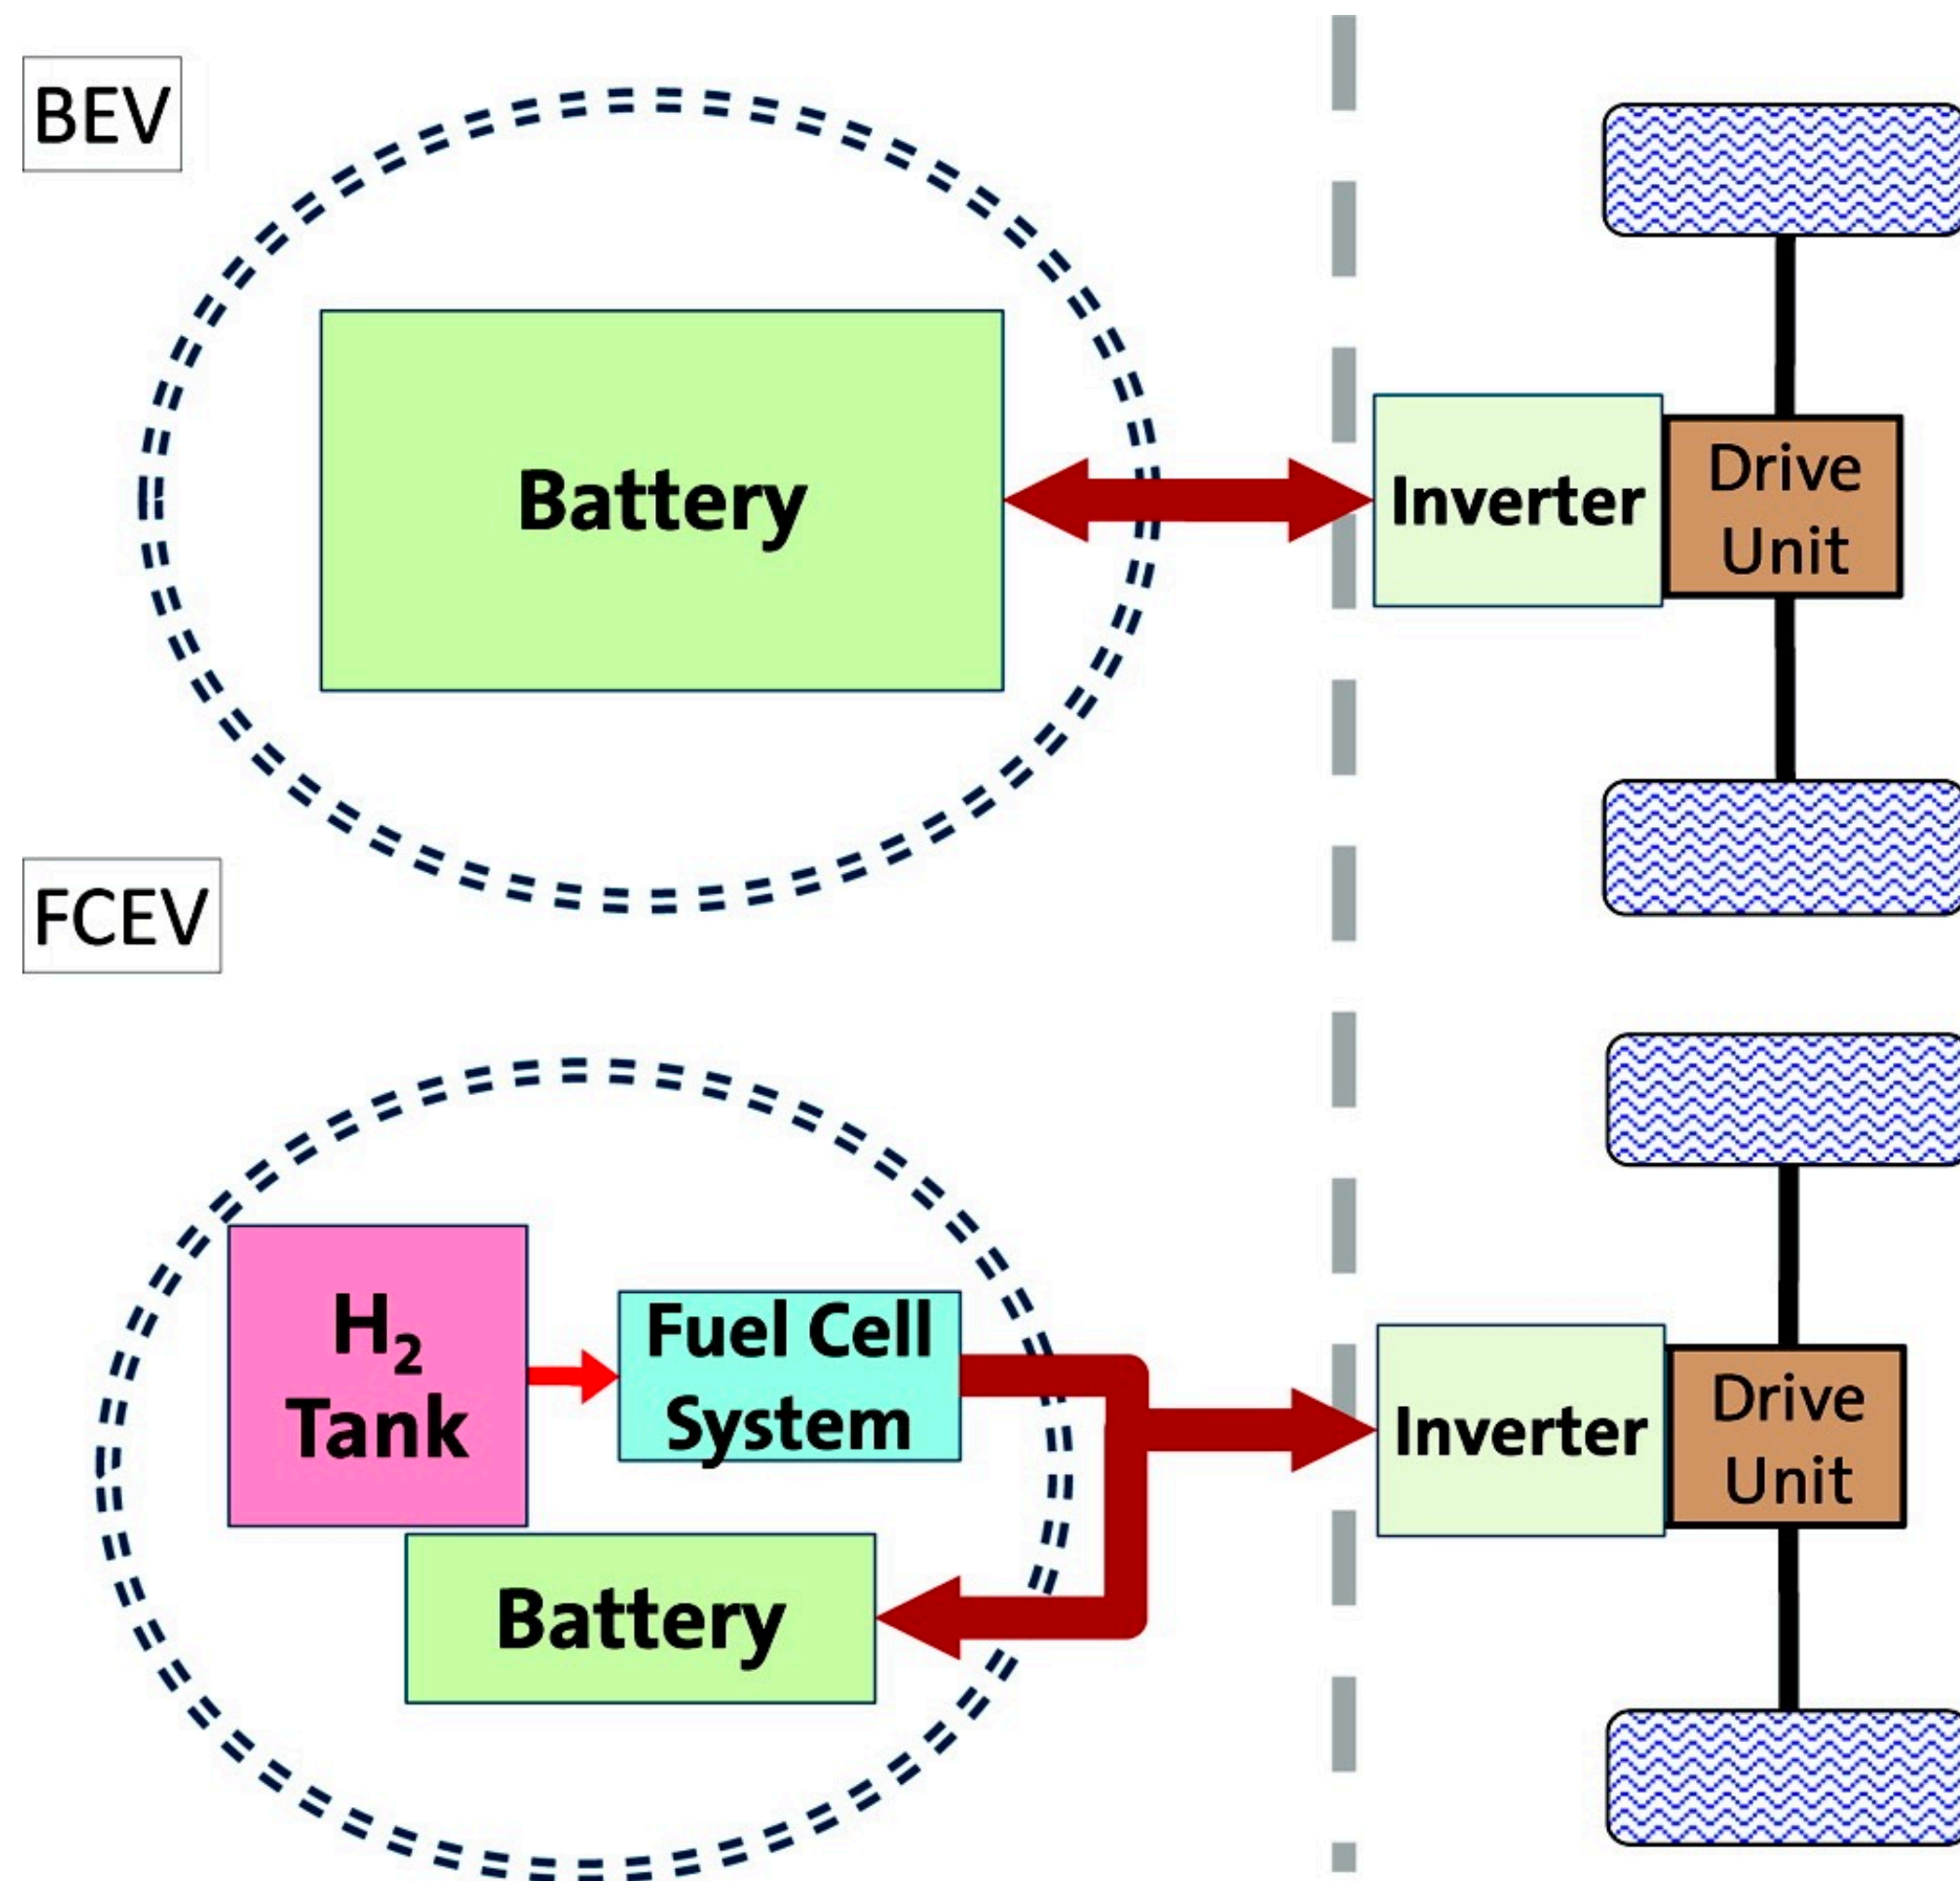 BEV
Battery
Inverter
Drive
Unit
FCEV
H₂
Tank
Fuel Cell
System
Battery
Inverter
Drive
Unit